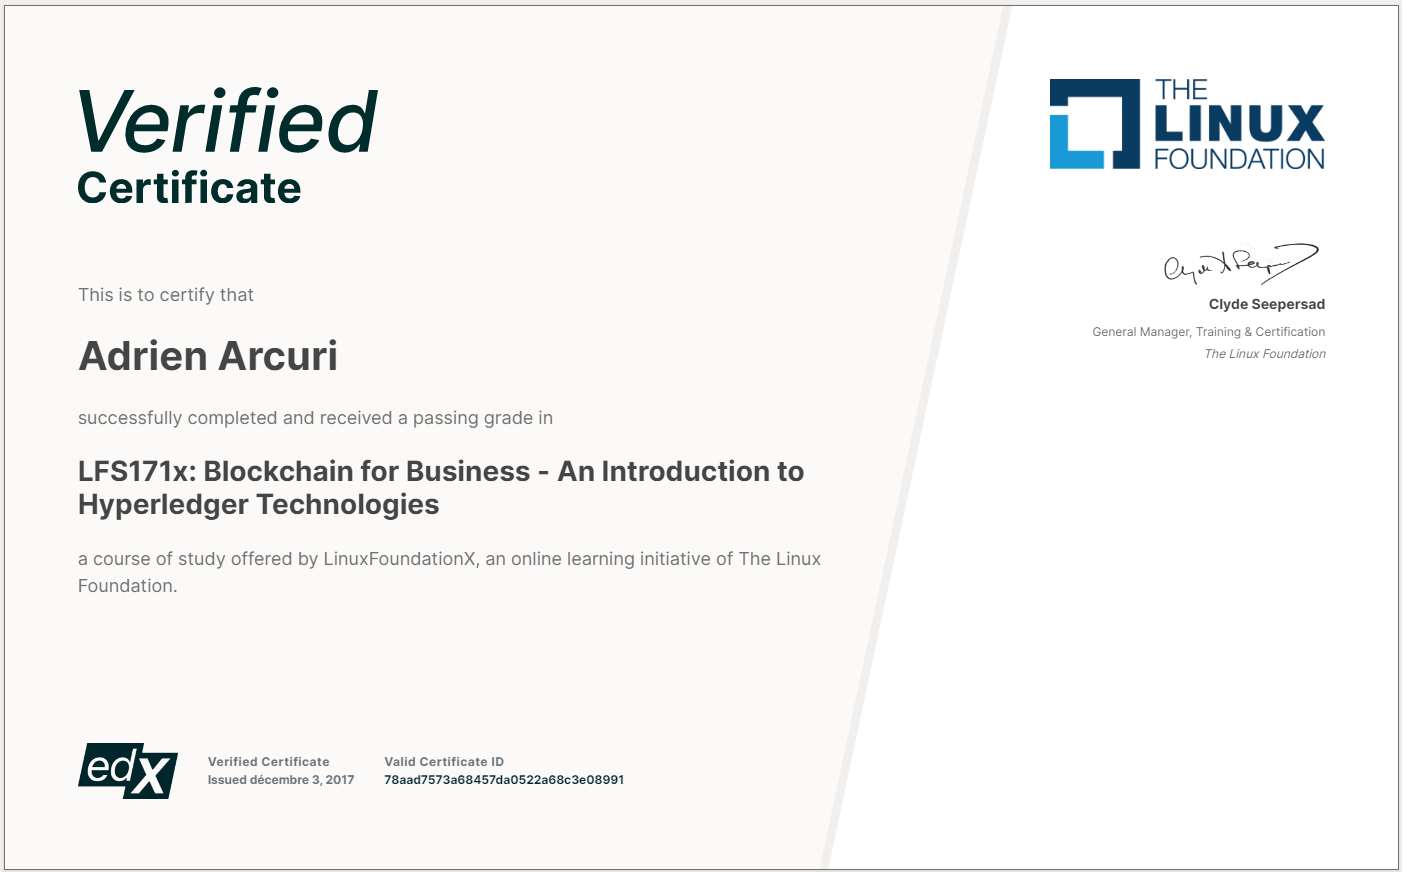 Verified
Certificate
This is to certify that
Adrien Arcuri
successfully completed and received a passing grade in
LFS171x: Blockchain for Business - An Introduction to
Hyperledger Technologies
a course of study offered by LinuxFoundationX, an online learning initiative of The Linux
Foundation.
edX
Verified Certificate
Issued décembre 3, 2017
Valid Certificate ID
78aad7573a68457da0522a68c3e08991
THE
LINUX
FOUNDATION
Clyde Seepersad
General Manager, Training & Certification
The Linux Foundation